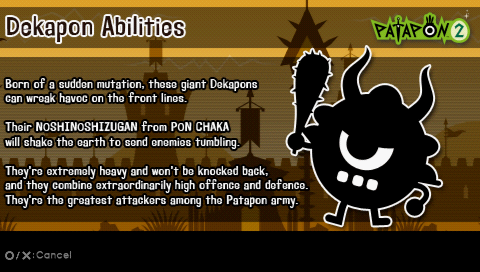 Dekapon Abilities
PATAPON 2
Born of a sudden mutation, these giant Dekapons
can wreak havoc on the front lines.
Their NOSHINOSHIZUGAN from PON CHAKA
will shake the earth to send enemies tumbling.
They're extremely heavy and won't be knocked back,
and they combine extraordinarily high offence and defence.
They're the greatest attackers among the Patapon army.
O/X:Cancel